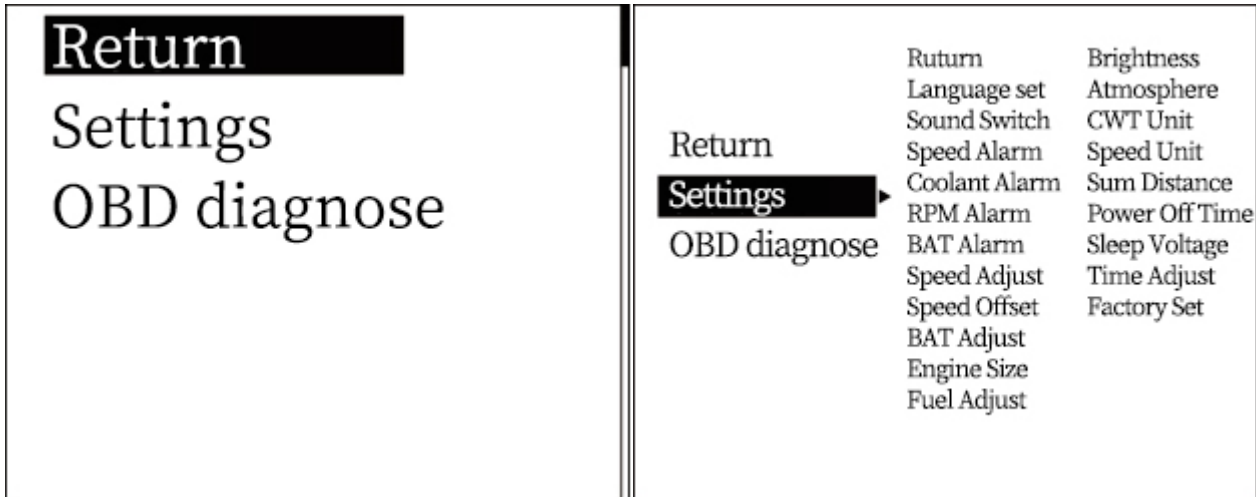 Return
Settings
OBD diagnose
Return
Settings
OBD diagnose
Ruturn
Language set
Sound Switch
Speed Alarm
Coolant Alarm
RPM Alarm
BAT Alarm
Speed Adjust
Speed Offset
BAT Adjust
Engine Size
Fuel Adjust
Brightness
Atmosphere
CWT Unit
Speed Unit
Sum Distance
Power Off Time
Sleep Voltage
Time Adjust
Factory Set